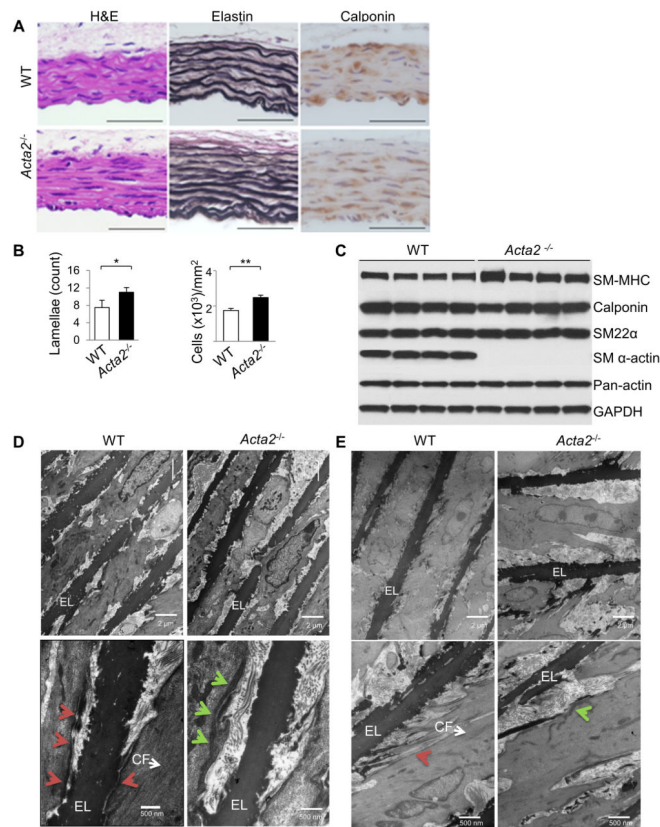 A
H&E
Elastin
Calponin
WT
Acta2-/-
B
Lamellae (count)
16
12
8
4
0
*
WT
Acta2-/-
Cells (x10³)/mm²
4
2
0
**
WT
Acta2-/-
C
WT
Acta2 -/-
SM-MHC
Calponin
SM22α
SM α-actin
Pan-actin
GAPDH
D
WT
Acta2-/-
EL
2 µm
EL
2 µm
CF
EL
500 nm
EL
500 nm
E
WT
Acta2-/-
EL
2 µm
EL
2 µm
EL
CF
500 nm
EL
500 nm